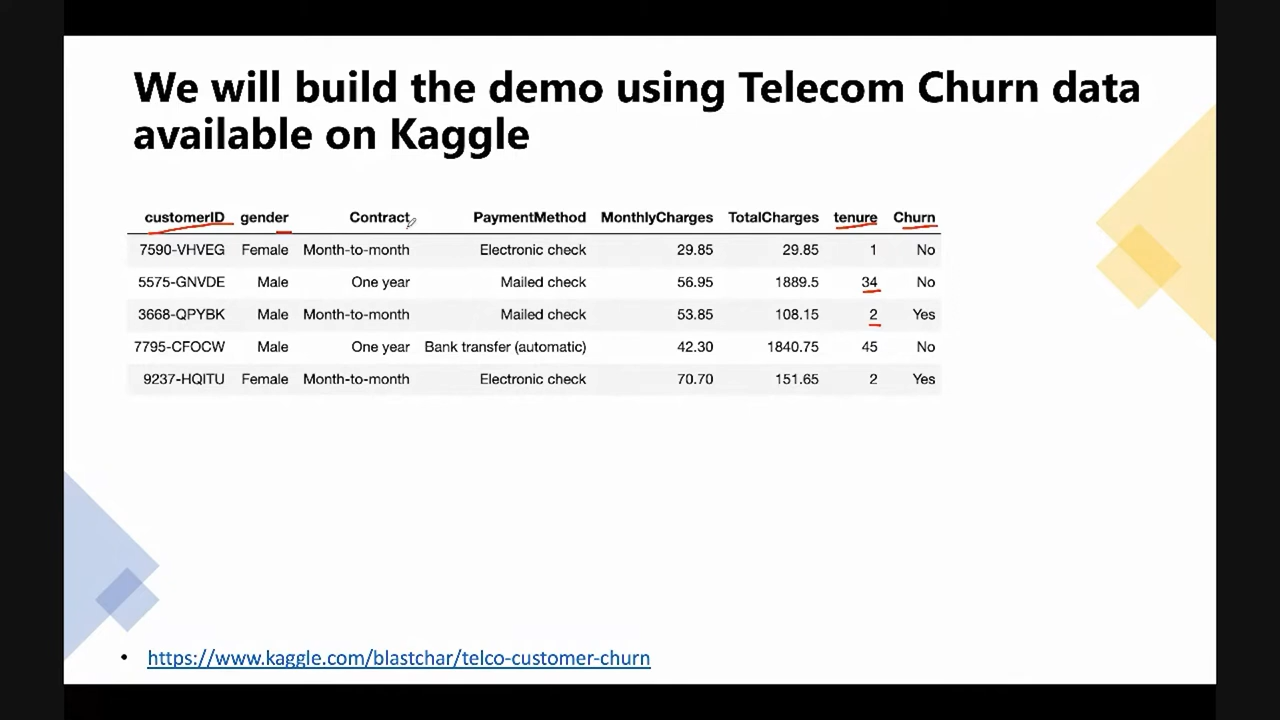 We will build the demo using Telecom Churn data
available on Kaggle
customerID gender Contract PaymentMethod MonthlyCharges TotalCharges tenure Churn
7590-VHVEG Female Month-to-month Electronic check 29.85 29.85 1 No
5575-GNVDE Male One year Mailed check 56.95 1889.5 34 No
3668-QPYBK Male Month-to-month Mailed check 53.85 108.15 2 Yes
7795-CFOCW Male One year Bank transfer (automatic) 42.30 1840.75 45 No
9237-HQITU Female Month-to-month Electronic check 70.70 151.65 2 Yes
• https://www.kaggle.com/blastchar/telco-customer-churn